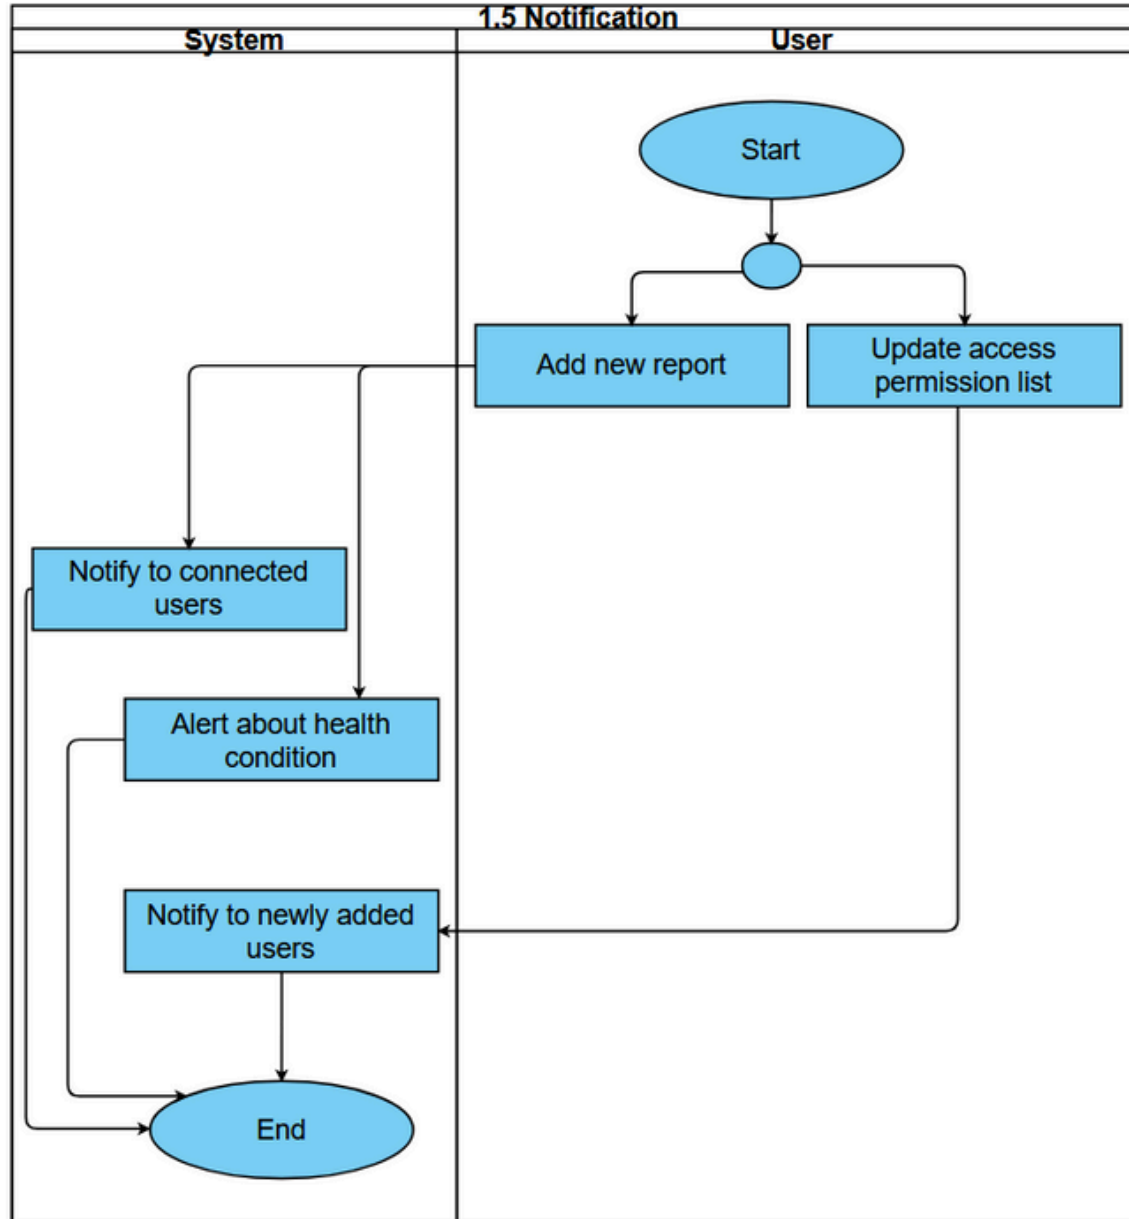 1.5 Notification
System
User
Start
Add new report
Update access
permission list
Notify to connected
users
Alert about health
condition
Notify to newly added
users
End